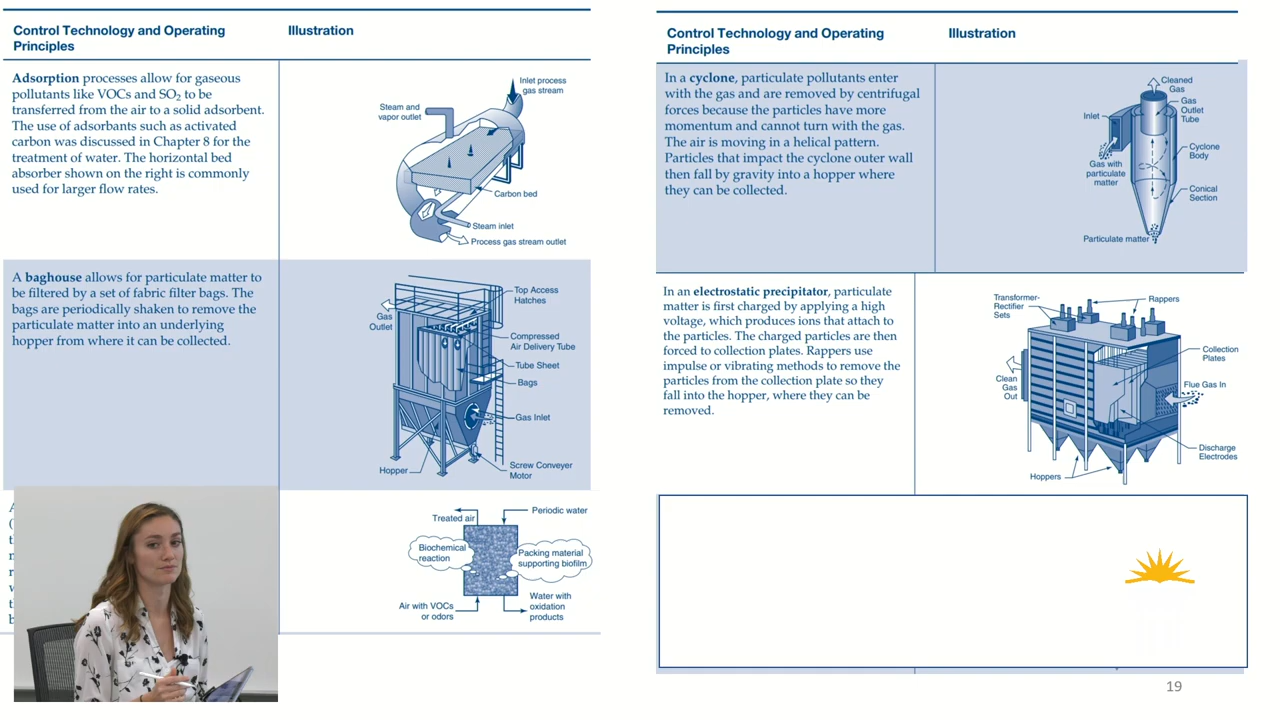 Control Technology and Operating
Principles
Illustration
Adsorption processes allow for gaseous
pollutants like VOCs and SO₂ to be
transferred from the air to a solid adsorbent.
The use of adsorbants such as activated
carbon was discussed in Chapter 8 for the
treatment of water. The horizontal bed
absorber shown on the right is commonly
used for larger flow rates.
Inlet process
gas stream
Steam and
vapor outlet
Carbon bed
Steam inlet
Process gas stream outlet
A baghouse allows for particulate matter to
be filtered by a set of fabric filter bags. The
bags are periodically shaken to remove the
particulate matter into an underlying
hopper from where it can be collected.
Top Access
Hatches
Gas
Outlet
Compressed
Air Delivery Tube
Tube Sheet
Bags
Gas Inlet
Hopper
Screw Conveyer
Motor
Treated air
Periodic water
Biochemical
reaction
Packing material
supporting biofilm
Air with VOCs
or odors
Water with
oxidation
products
Control Technology and Operating
Principles
Illustration
In a cyclone, particulate pollutants enter
with the gas and are removed by centrifugal
forces because the particles have more
momentum and cannot turn with the gas.
The air is moving in a helical pattern.
Particles that impact the cyclone outer wall
then fall by gravity into a hopper where
they can be collected.
Cleaned
Gas
Gas
Outlet
Tube
Inlet
Cyclone
Body
Gas with
particulate
matter
Conical
Section
Particulate matter
In an electrostatic precipitator, particulate
matter is first charged by applying a high
voltage, which produces ions that attach to
the particles. The charged particles are then
forced to collection plates. Rappers use
impulse or vibrating methods to remove the
particles from the collection plate so they
fall into the hopper, where they can be
removed.
Transformer-
Rectifier
Sets
Rappers
Collection
Plates
Clean
Gas
Out
Flue Gas In
Discharge
Electrodes
Hoppers
19